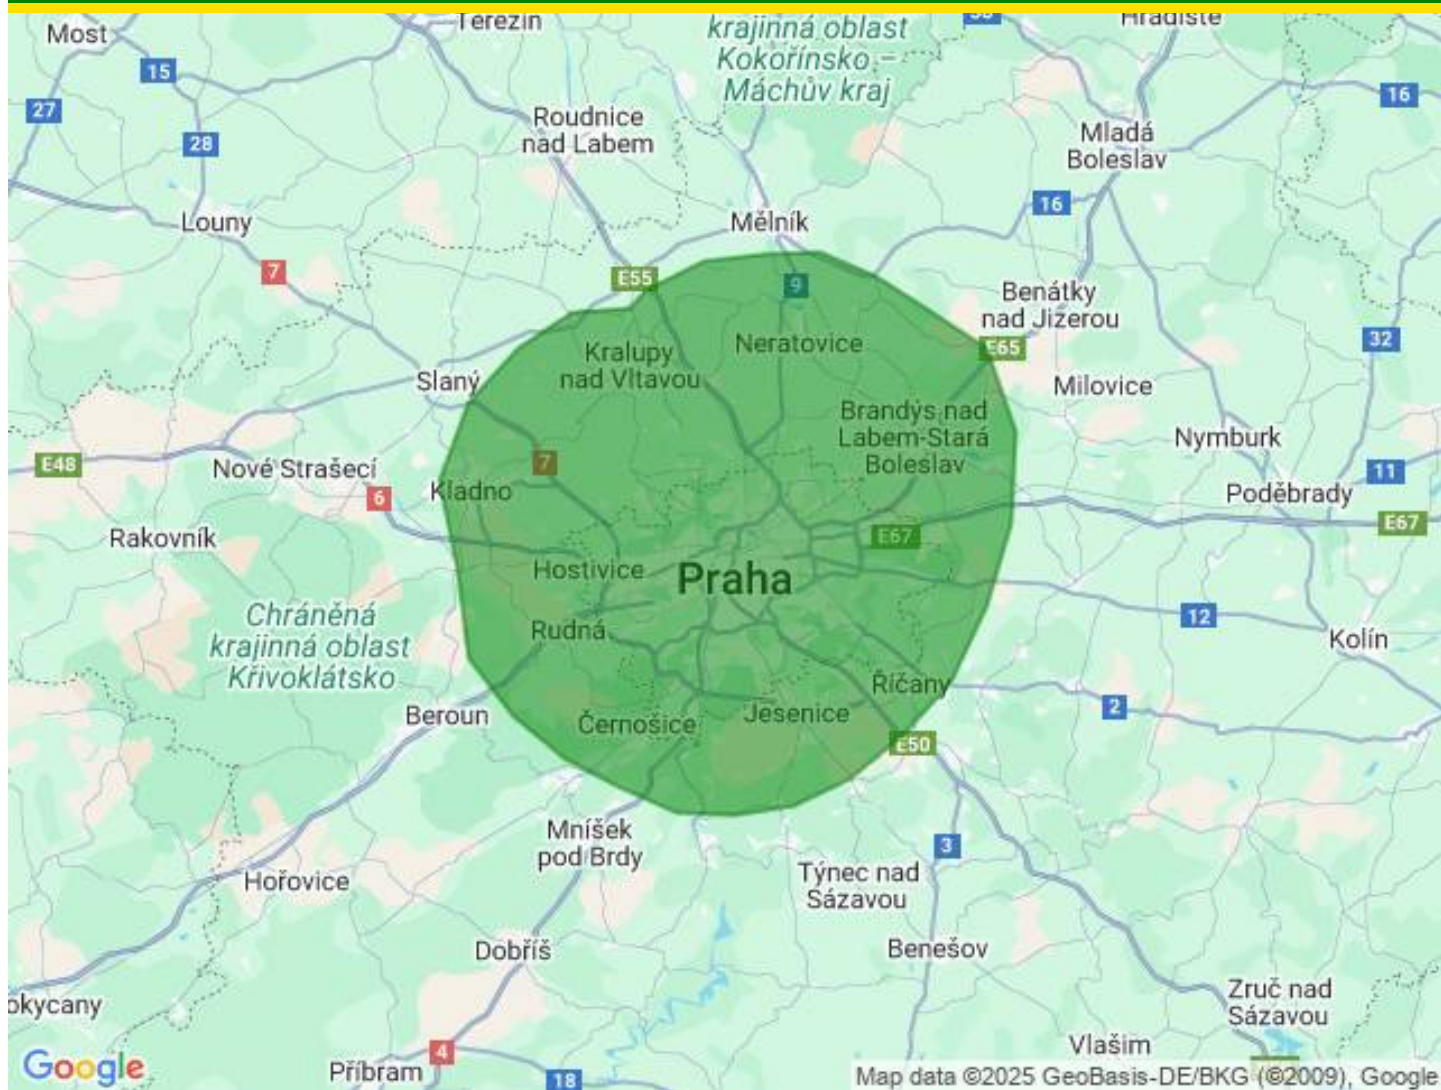 Terezín
Hradiště
Most
krajinná oblast
Kokořínsko –
Máchův kraj
15
27
28
16
Roudnice
nad Labem
Mladá
Boleslav
16
Louny
Mělník
7
E55
9
Benátky
nad Jizerou
Kralupy
nad Vltavou
Neratovice
E65
32
Slaný
Milovice
Brandýs nad
Labem-Stará
Boleslav
Nymburk
E48
Nové Strašecí
7
11
6
Kladno
Poděbrady
E67
E67
Rakovník
Hostivice
Praha
Chráněná
krajinná oblast
Křivoklátsko
12
Rudná
Kolín
Říčany
2
Beroun
Černošice
Jesenice
E50
Mníšek
pod Brdy
3
Hořovice
Týnec nad
Sázavou
Dobříš
Benešov
okycany
Zruč nad
Sázavou
Vlašim
Google
Příbram
4
18
Map data ©2025 GeoBasis-DE/BKG (©2009), Google